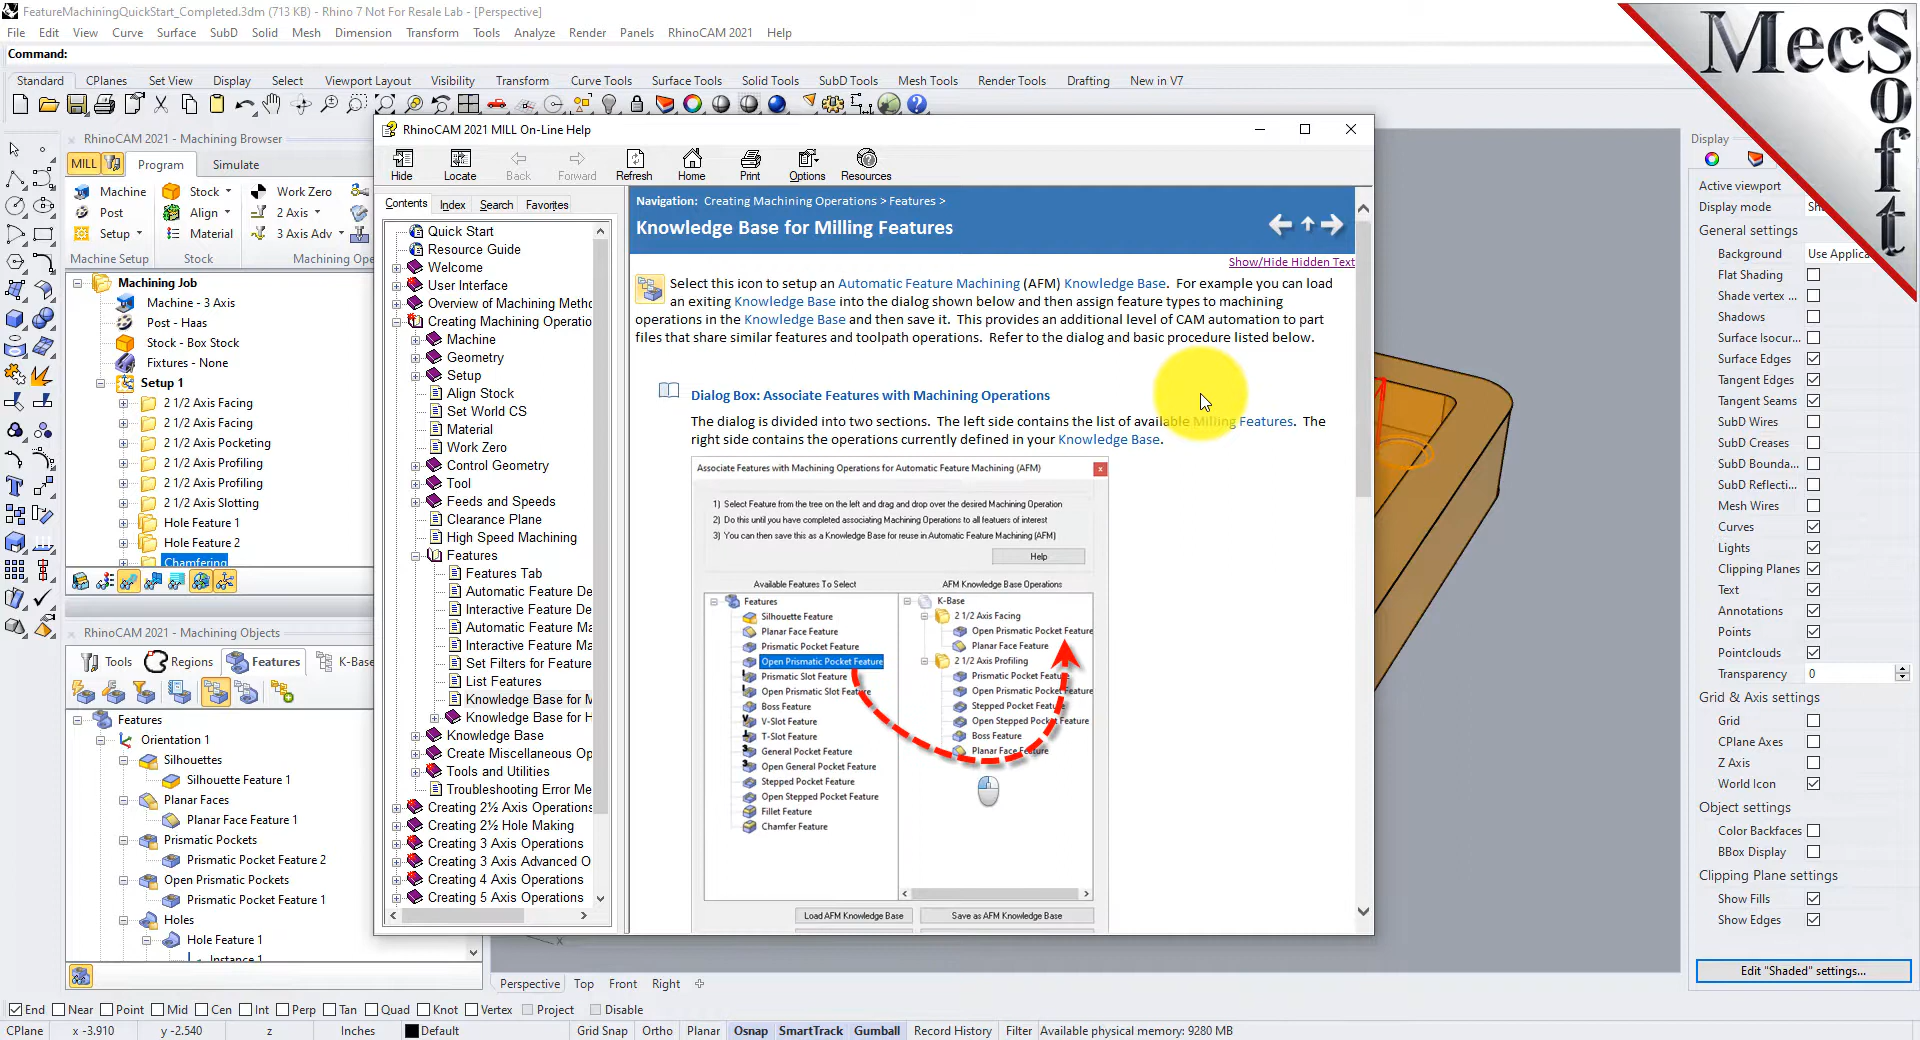 FeatureMachiningQuickStart_Completed.3dm (713 KB) - Rhino 7 Not For Resale Lab - [Perspective]
File Edit View Curve Surface SubD Solid Mesh Dimension Transform Tools Analyze Render Panels RhinoCAM 2021 Help
Command:
Standard CPlanes Set View Display Select Viewport Layout Visibility Transform Curve Tools Surface Tools Solid Tools SubD Tools Mesh Tools Render Tools Drafting New in V7
MecSoft
RhinoCAM 2021 - Machining Browser
MILL Program Simulate
Machine Stock Work Zero
Post Align 2 Axis
Setup Material 3 Axis Adv
Machine Setup Stock Machining Ope
Machining Job
Machine - 3 Axis
Post - Haas
Stock - Box Stock
Fixtures - None
Setup 1
2 1/2 Axis Facing
2 1/2 Axis Facing
2 1/2 Axis Pocketing
2 1/2 Axis Profiling
2 1/2 Axis Profiling
2 1/2 Axis Slotting
Hole Feature 1
Hole Feature 2
Chamfering
RhinoCAM 2021 - Machining Objects
Tools Regions Features K-Base
Features
Orientation 1
Silhouettes
Silhouette Feature 1
Planar Faces
Planar Face Feature 1
Prismatic Pockets
Prismatic Pocket Feature 2
Open Prismatic Pockets
Prismatic Pocket Feature 1
Holes
Hole Feature 1
Instance 1
RhinoCAM 2021 MILL On-Line Help
Hide Locate Back Forward Refresh Home Print Options Resources
Contents Index Search Favorites
Quick Start
Resource Guide
Welcome
User Interface
Overview of Machining Metho
Creating Machining Operatio
Machine
Geometry
Setup
Align Stock
Set World CS
Material
Work Zero
Control Geometry
Tool
Feeds and Speeds
Clearance Plane
High Speed Machining
Features
Features Tab
Automatic Feature De
Interactive Feature De
Automatic Feature Ma
Interactive Feature Ma
Set Filters for Feature
List Features
Knowledge Base for M
Knowledge Base for H
Knowledge Base
Create Miscellaneous Op
Tools and Utilities
Troubleshooting Error Me
Creating 2½ Axis Operations
Creating 2½ Hole Making
Creating 3 Axis Operations
Creating 3 Axis Advanced O
Creating 4 Axis Operations
Creating 5 Axis Operations
Navigation: Creating Machining Operations > Features >
Knowledge Base for Milling Features
Show/Hide Hidden Text
Select this icon to setup an Automatic Feature Machining (AFM) Knowledge Base. For example you can load
an exiting Knowledge Base into the dialog shown below and then assign feature types to machining
operations in the Knowledge Base and then save it. This provides an additional level of CAM automation to part
files that share similar features and toolpath operations. Refer to the dialog and basic procedure listed below.
Dialog Box: Associate Features with Machining Operations
The dialog is divided into two sections. The left side contains the list of available Milling Features. The
right side contains the operations currently defined in your Knowledge Base.
Associate Features with Machining Operations for Automatic Feature Machining (AFM) x
1) Select Feature from the tree on the left and drag and drop over the desired Machining Operation
2) Do this until you have completed associating Machining Operations to all featuers of interest
3) You can then save this as a Knowledge Base for reuse in Automatic Feature Machining (AFM)
Help
Available Features To Select
Features
Silhouette Feature
Planar Face Feature
Prismatic Pocket Feature
Open Prismatic Pocket Feature
Prismatic Slot Feature
Open Prismatic Slot Feature
Boss Feature
V-Slot Feature
T-Slot Feature
General Pocket Feature
Open General Pocket Feature
Stepped Pocket Feature
Open Stepped Pocket Feature
Fillet Feature
Chamfer Feature
AFM Knowledge Base Operations
K-Base
2 1/2 Axis Facing
Open Prismatic Pocket Feature
Planar Face Feature
2 1/2 Axis Profiling
Prismatic Pocket Featu
Open Prismatic Pocket Feature
Stepped Pocket Feature
Open Stepped Pocket Feature
Boss Feature
Planar Face Feature
Load AFM Knowledge Base Save as AFM Knowledge Base
x
Display
Active viewport
Display mode Sh
General settings
Background Use Applica
Flat Shading
Shade vertex ...
Shadows
Surface Isocur...
Surface Edges
Tangent Edges
Tangent Seams
SubD Wires
SubD Creases
SubD Bounda...
SubD Reflecti...
Mesh Wires
Curves
Lights
Clipping Planes
Text
Annotations
Points
Pointclouds
Transparency 0
Grid & Axis settings
Grid
CPlane Axes
Z Axis
World Icon
Object settings
Color Backfaces
BBox Display
Clipping Plane settings
Show Fills
Show Edges
Edit "Shaded" settings...
Perspective Top Front Right
End Near Point Mid Cen Int Perp Tan Quad Knot Vertex Project Disable
CPlane x -3.910 y -2.540 z Inches Default Grid Snap Ortho Planar Osnap SmartTrack Gumball Record History Filter Available physical memory: 9280 MB